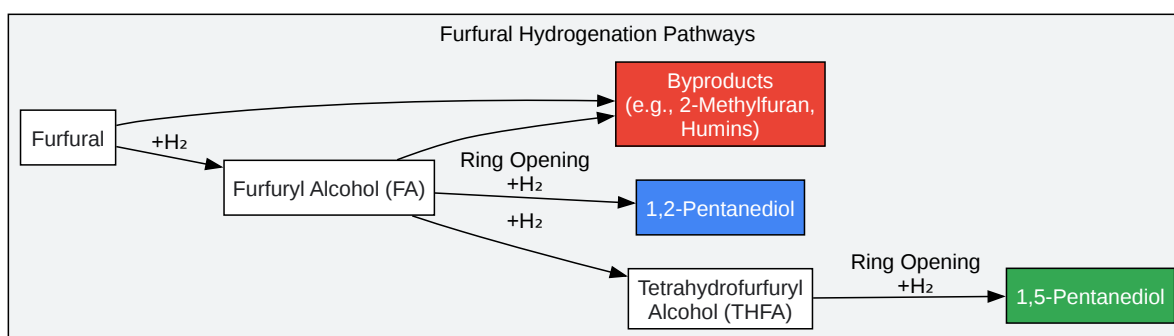 Furfural Hydrogenation Pathways
Byproducts
(e.g., 2-Methylfuran,
Humins)
Furfural
+H₂
Furfuryl Alcohol (FA)
Ring Opening
+H₂
1,2-Pentanediol
+H₂
Tetrahydrofurfuryl
Alcohol (THFA)
Ring Opening
+H₂
1,5-Pentanediol